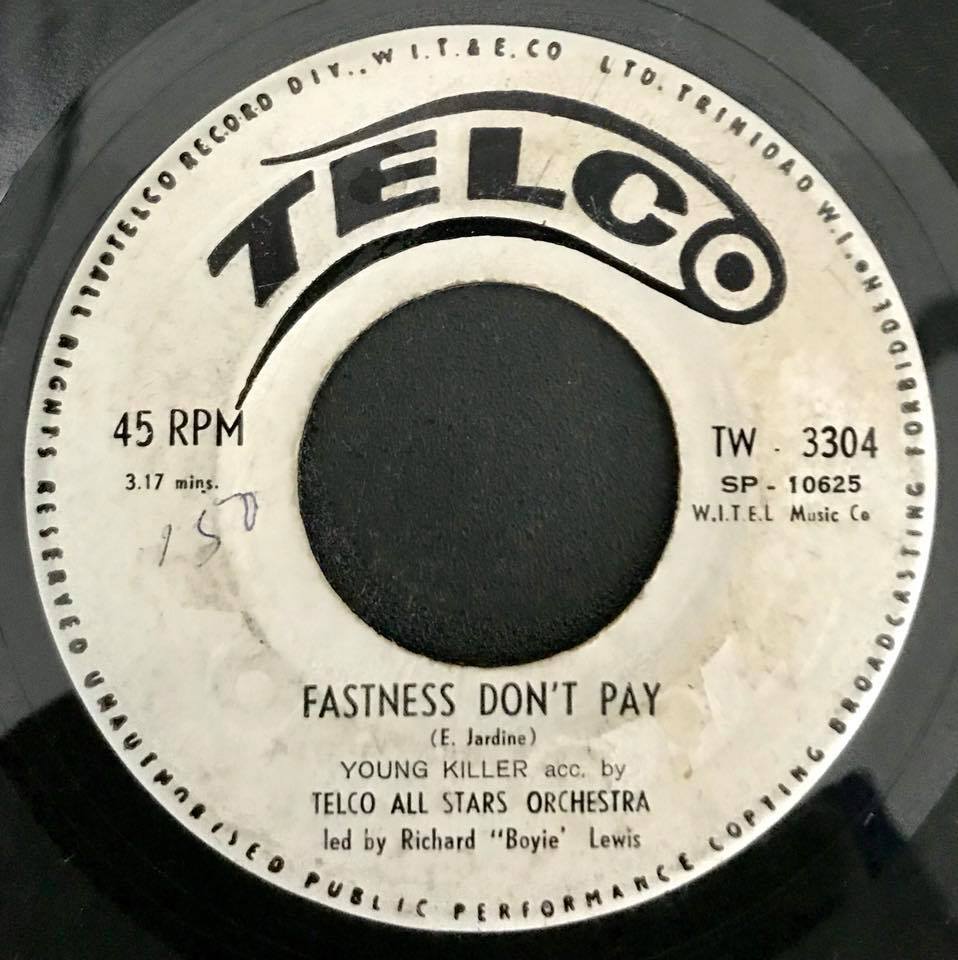 TELCO RECORD DIV.. W I.T.& E.CO LTD. TRINIDAD W.I.
ALL RIGHTS RESERVED UNAUTHORISED PUBLIC PERFORMANCE COPYING BROADCASTING FORBIDDEN
TELCO
45 RPM
3.17 mins.
150
TW - 3304
SP - 10625
W.I.T.E.L Music Co
FASTNESS DON'T PAY
(E. Jardine)
YOUNG KILLER acc. by
TELCO ALL STARS ORCHESTRA
led by Richard "Boyie' Lewis